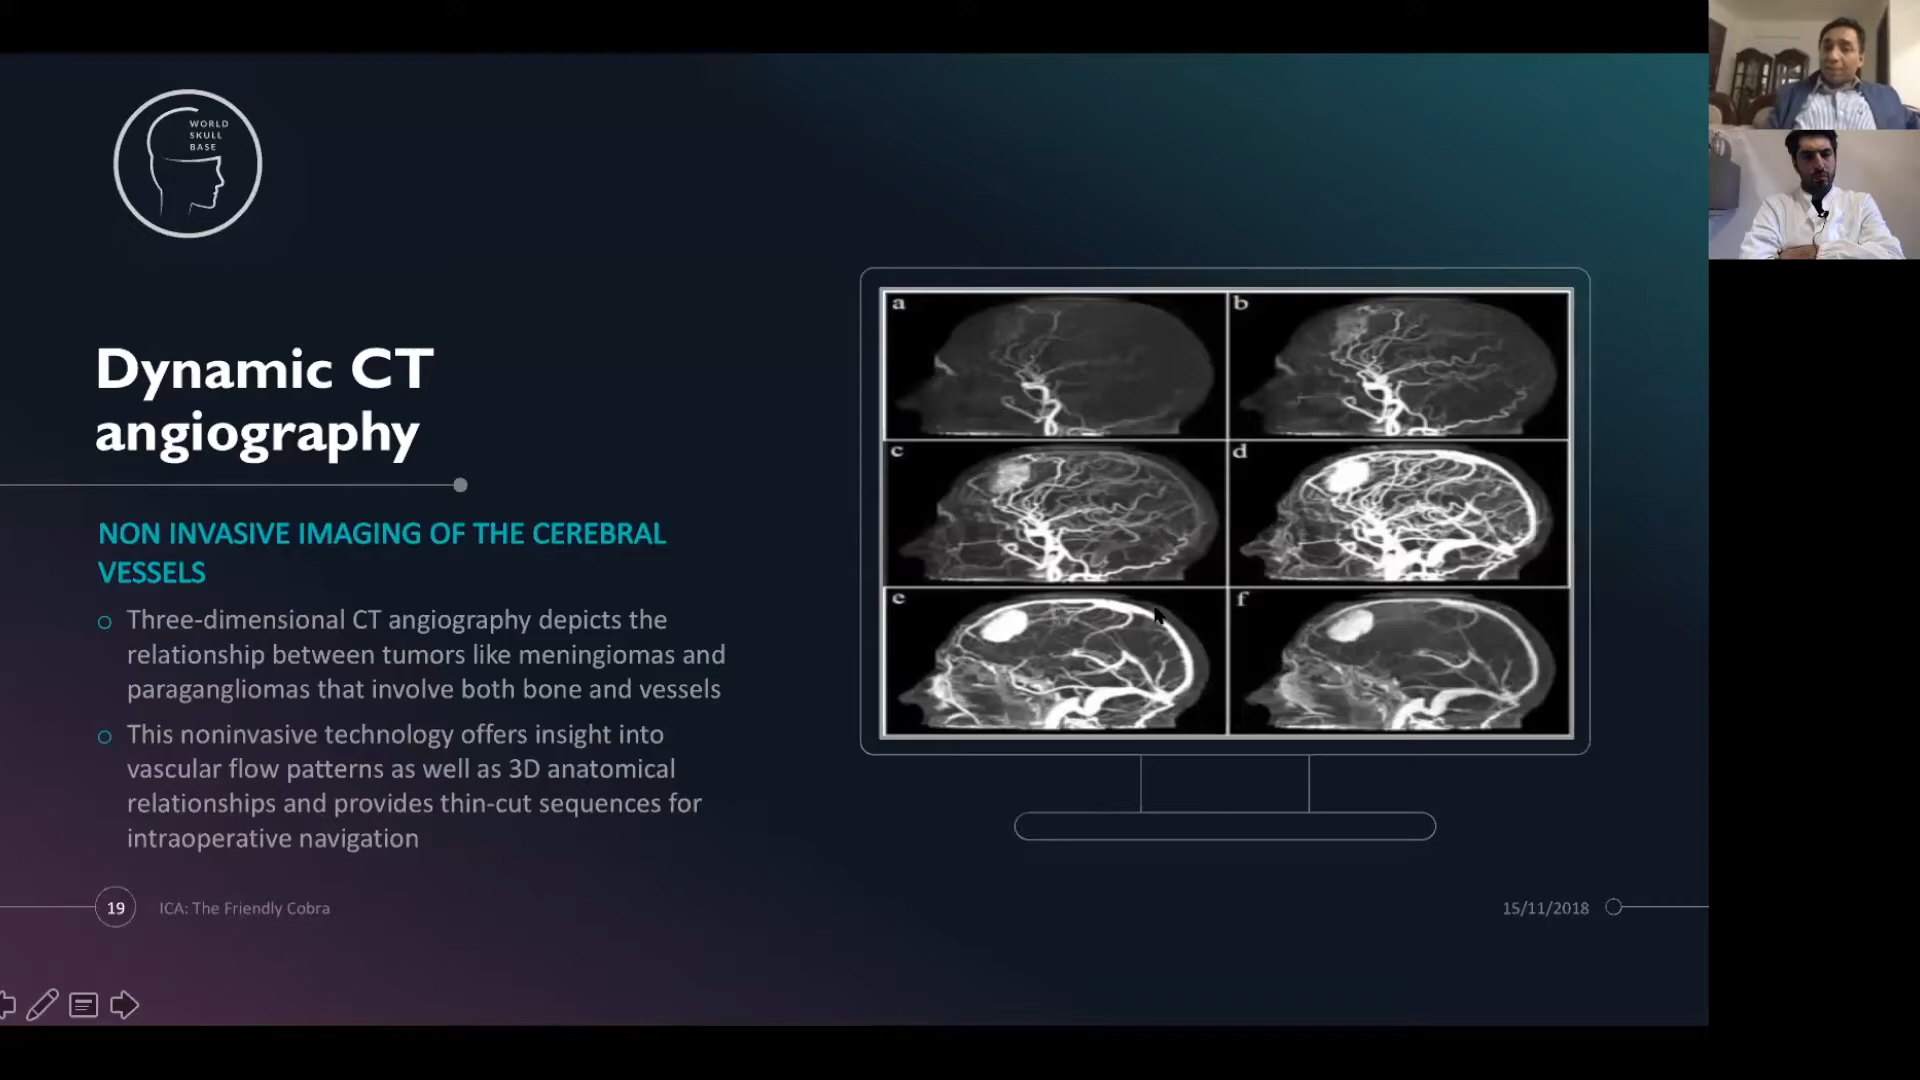 WORLD
SKULL
BASE
Dynamic CT
angiography
NON INVASIVE IMAGING OF THE CEREBRAL
VESSELS
Three-dimensional CT angiography depicts the
relationship between tumors like meningiomas and
paragangliomas that involve both bone and vessels
This noninvasive technology offers insight into
vascular flow patterns as well as 3D anatomical
relationships and provides thin-cut sequences for
intraoperative navigation
a
b
c
d
e
f
19
ICA: The Friendly Cobra
15/11/2018